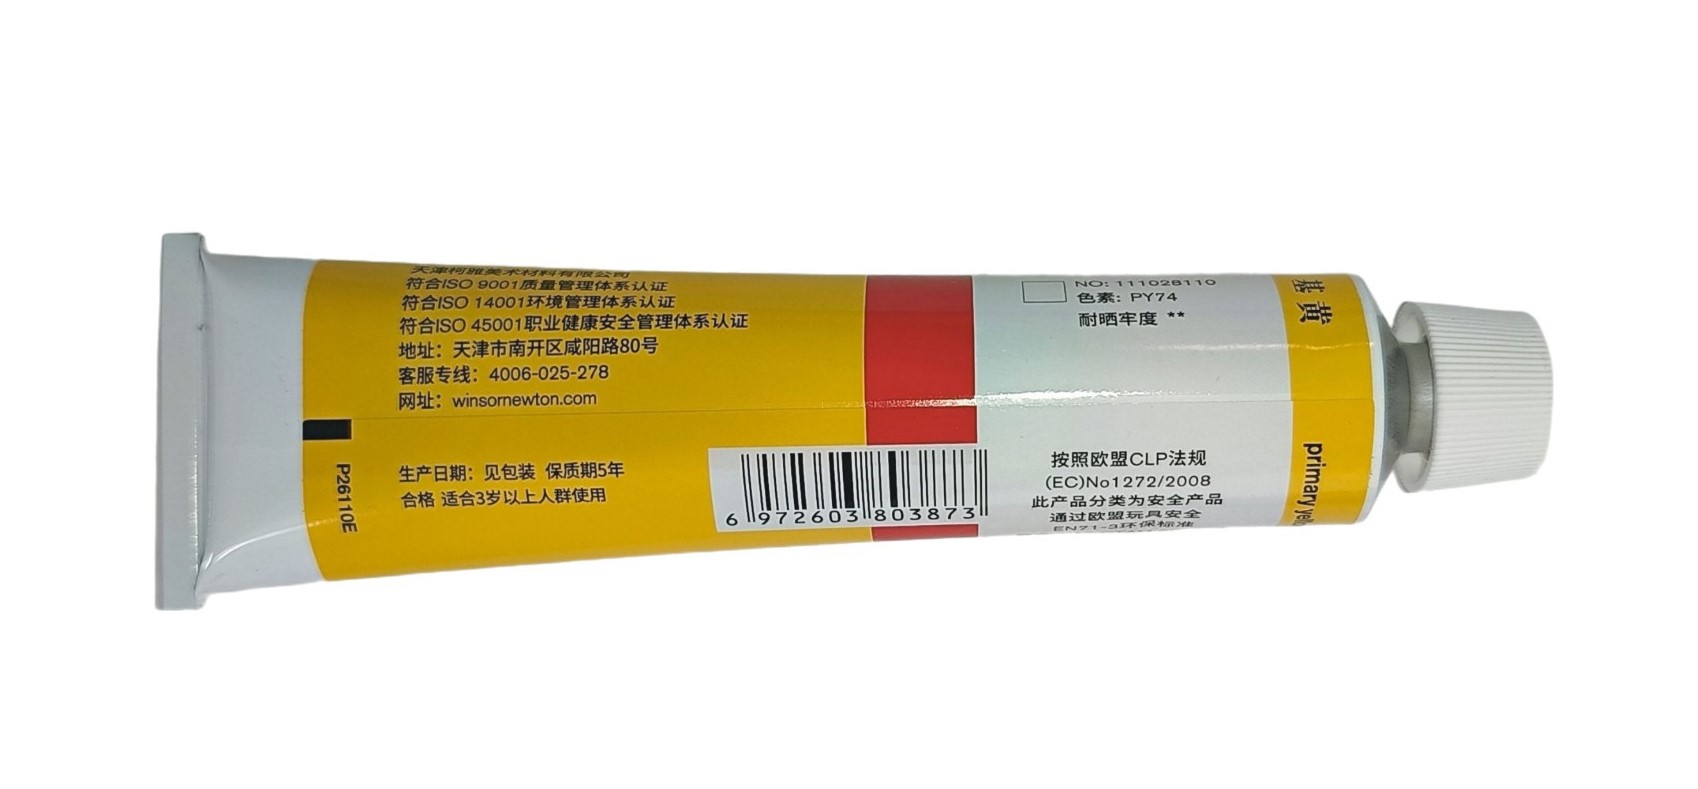 天津柯雅美术材料有限公司
符合ISO 9001质量管理体系认证
符合ISO 14001环境管理体系认证
符合ISO 45001职业健康安全管理体系认证
地址：天津市南开区咸阳路80号
客服专线：4006-025-278
网址：winsornewton.com
生产日期：见包装 保质期5年
合格 适合3岁以上人群使用
P26110E
6 972603 803873
NO: 111028110
色素: PY74
耐晒牢度 **
按照欧盟CLP法规
(EC)No1272/2008
此产品分类为安全产品
通过欧盟玩具安全
EN71-3环保标准
基黄
primary